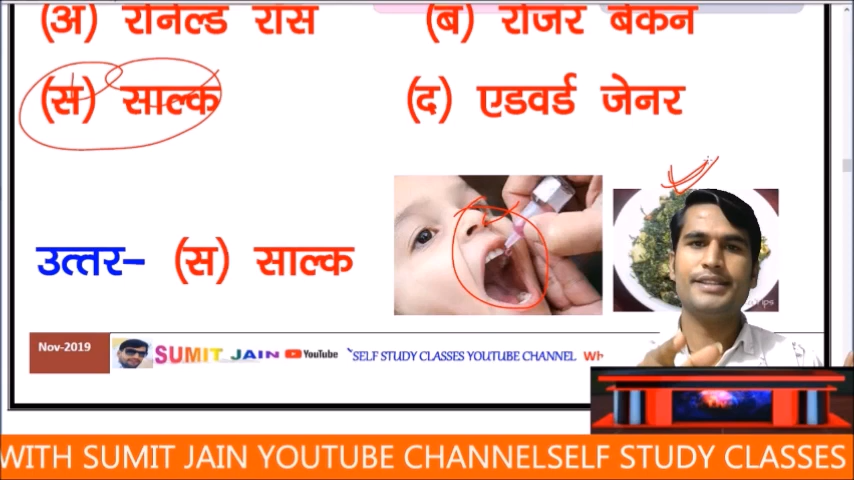 (अ) रोनाल्ड रॉस (ब) रोजर बेकन
(स) साल्क (द) एडवर्ड जेनर
उत्तर– (स) साल्क
Nov-2019 SUMIT JAIN YouTube `SELF STUDY CLASSES YOUTUBE CHANNEL Wh
WITH SUMIT JAIN YOUTUBE CHANNELSELF STUDY CLASSES